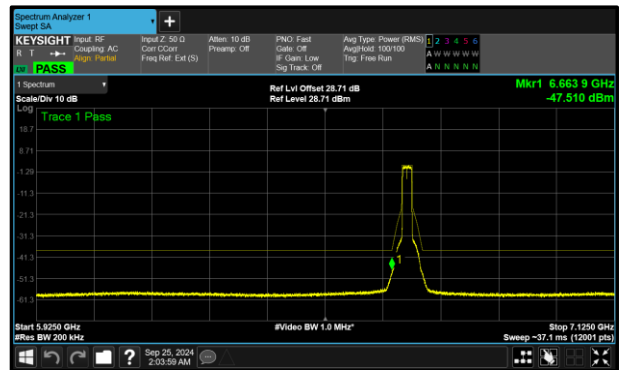 Spectrum Analyzer 1
Swept SA
KEYSIGHT
R T
PASS
Input: RF
Coupling: AC
Align: Partial
Input Z: 50 Ω
Corr CCorr
Freq Ref: Ext (S)
Atten: 10 dB
Preamp: Off
PNO: Fast
Gate: Off
IF Gain: Low
Sig Track: Off
Avg Type: Power (RMS)
Avg|Hold: 100/100
Trig: Free Run
1 2 3 4 5 6
A W W W W W
A N N N N N
1 Spectrum
Scale/Div 10 dB
Ref Lvl Offset 28.71 dB
Ref Level 28.71 dBm
Mkr1 6.663 9 GHz
-47.510 dBm
Log
Trace 1 Pass
18.7
8.71
-1.29
-11.3
-21.3
-31.3
-41.3
-51.3
-61.3
1
Start 5.9250 GHz
#Res BW 200 kHz
#Video BW 1.0 MHz*
Stop 7.1250 GHz
Sweep ~37.1 ms (12001 pts)
Sep 25, 2024
2:03:59 AM